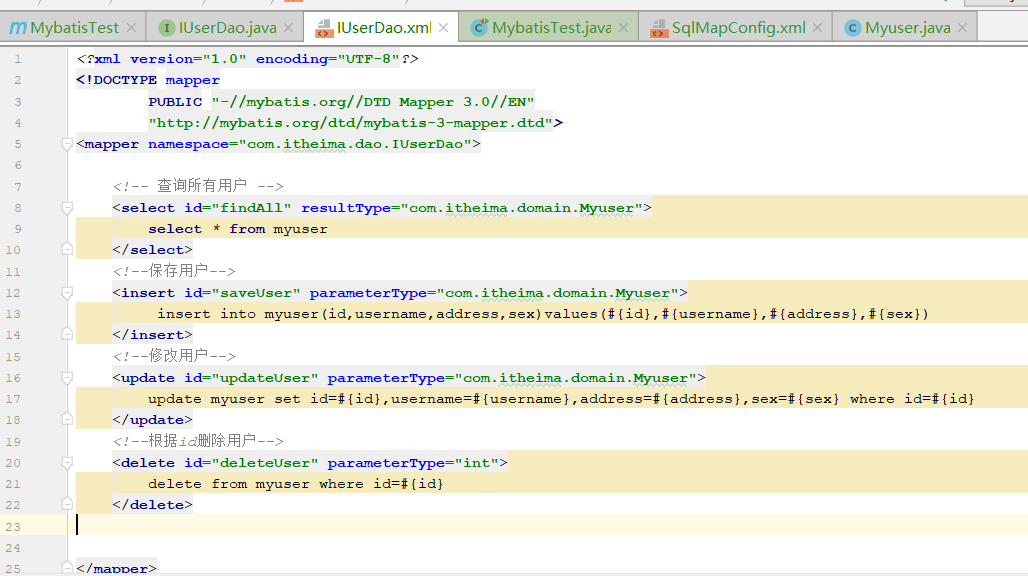 MybatisTest IUserDao.java IUserDao.xml MybatisTest.java SqlMapConfig.xml Myuser.java
1 <?xml version="1.0" encoding="UTF-8"?>
2 <!DOCTYPE mapper
3 PUBLIC "-//mybatis.org//DTD Mapper 3.0//EN"
4 "http://mybatis.org/dtd/mybatis-3-mapper.dtd">
5 <mapper namespace="com.itheima.dao.IUserDao">
6
7 <!-- 查询所有用户 -->
8 <select id="findAll" resultType="com.itheima.domain.Myuser">
9 select * from myuser
10 </select>
11 <!--保存用户-->
12 <insert id="saveUser" parameterType="com.itheima.domain.Myuser">
13 insert into myuser(id,username,address,sex)values(#{id},#{username},#{address},#{sex})
14 </insert>
15 <!--修改用户-->
16 <update id="updateUser" parameterType="com.itheima.domain.Myuser">
17 update myuser set id=#{id},username=#{username},address=#{address},sex=#{sex} where id=#{id}
18 </update>
19 <!--根据id删除用户-->
20 <delete id="deleteUser" parameterType="int">
21 delete from myuser where id=#{id}
22 </delete>
23
24
25 </mapper>